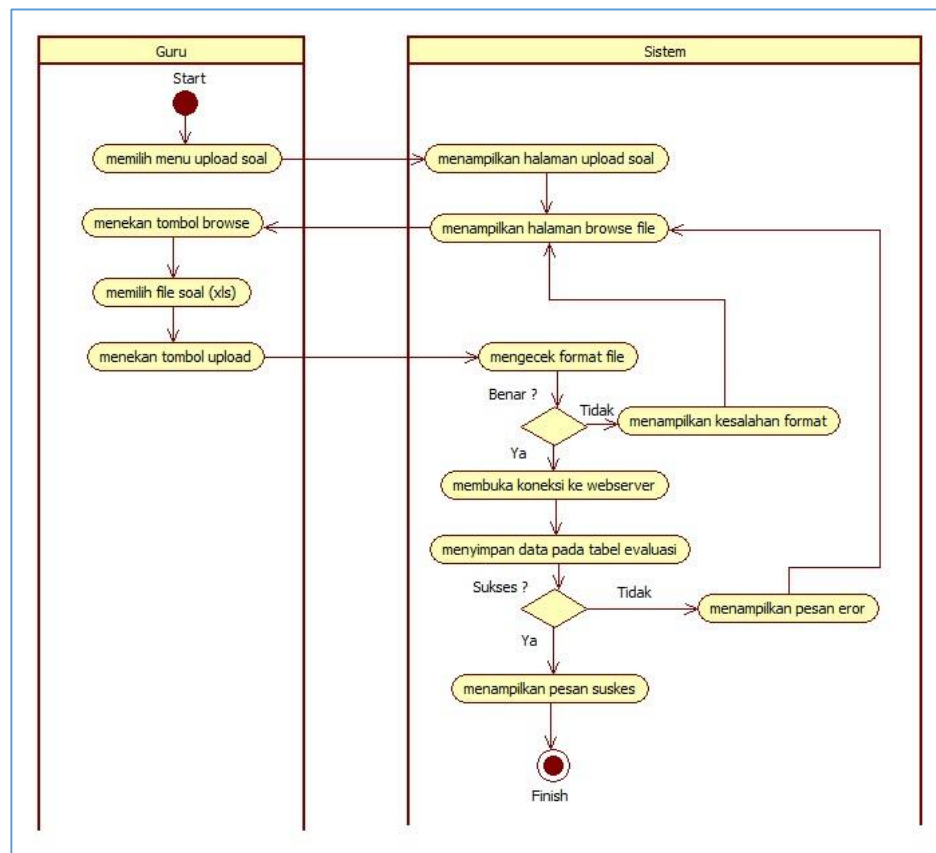 Guru
Sistem
Start
memilih menu upload soal
menampilkan halaman upload soal
menekan tombol browse
menampilkan halaman browse file
memilih file soal (xls)
menekan tombol upload
mengecek format file
Benar ?
Tidak
menampilkan kesalahan format
Ya
membuka koneksi ke webserver
menyimpan data pada tabel evaluasi
Sukses ?
Tidak
menampilkan pesan eror
Ya
menampilkan pesan suskes
Finish